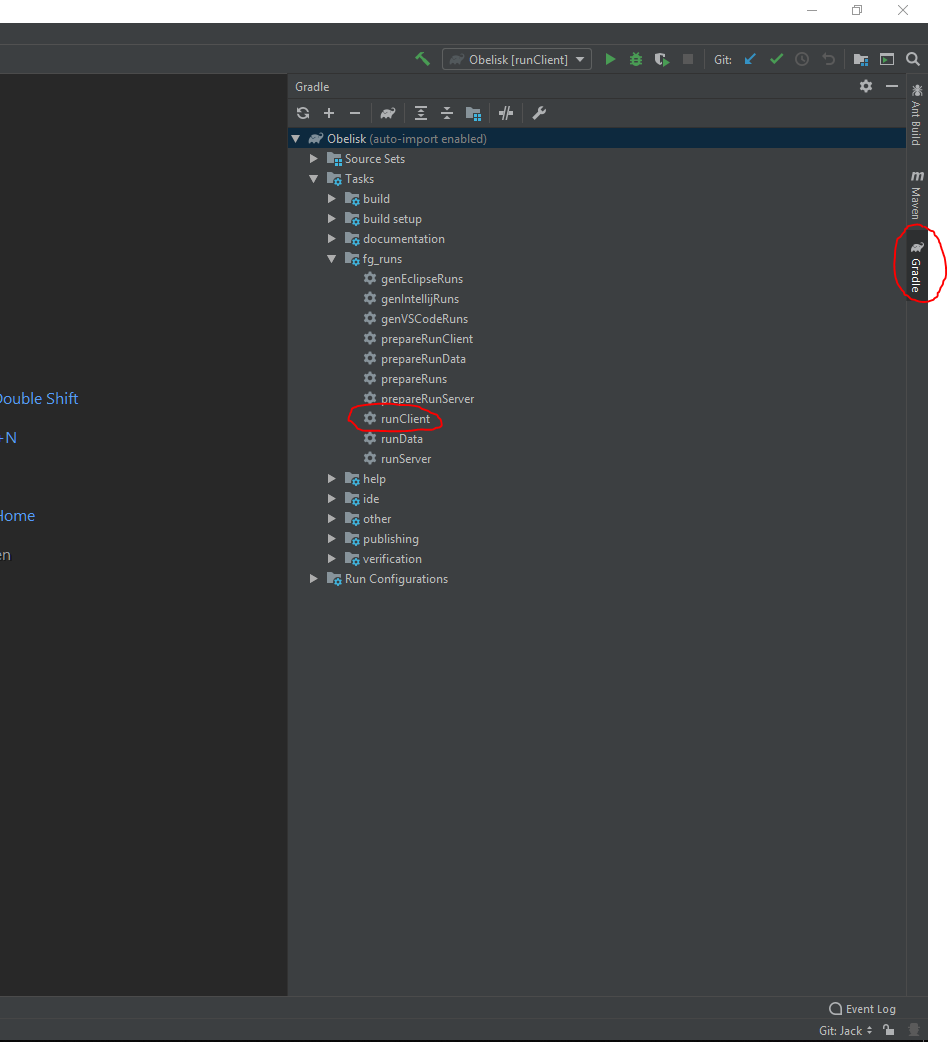 Obelisk [runClient]
Git:
Gradle
Ant Build
Obelisk (auto-import enabled)
Source Sets
Tasks
build
Maven
build setup
documentation
fg_runs
Gradle
genEclipseRuns
genIntellijRuns
genVSCodeRuns
prepareRunClient
prepareRunData
prepareRuns
Double Shift
prepareRunServer
runClient
+N
runData
runServer
help
ide
Home
other
publishing
en
verification
Run Configurations
Event Log
Git: Jack